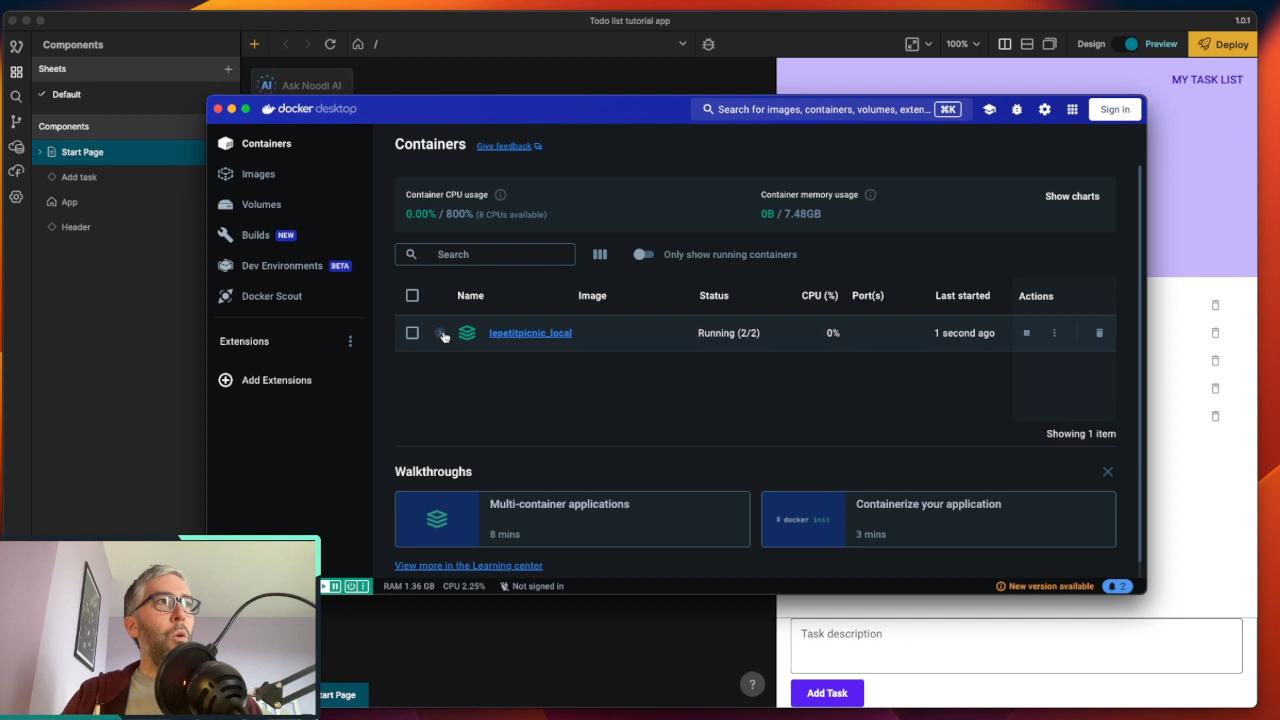 Todo list tutorial app
1.0.1
Components
/
100%
Design
Preview
Deploy
Sheets
Default
Components
Start Page
Add task
App
Header
AI Ask Noodl AI
MY TASK LIST
docker desktop
Search for images, containers, volumes, exten...
⌘K
Sign in
Containers
Images
Volumes
Builds NEW
Dev Environments BETA
Docker Scout
Extensions
Add Extensions
Containers
Give feedback
Container CPU usage
0.00% / 800% (8 CPUs available)
Container memory usage
0B / 7.48GB
Show charts
Search
Only show running containers
Name
Image
Status
CPU (%)
Port(s)
Last started
Actions
lepetitpicnic_local
Running (2/2)
0%
1 second ago
Showing 1 item
Walkthroughs
Multi-container applications
8 mins
$ docker init
Containerize your application
3 mins
View more in the Learning center
RAM 1.36 GB CPU 2.25%
Not signed in
New version available
2
Task description
Add Task
?
tart Page